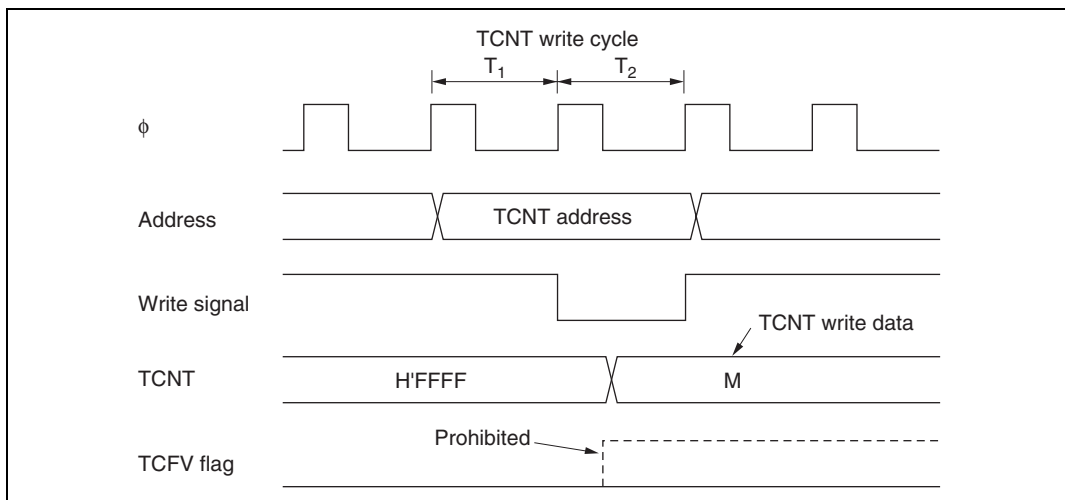 TCNT write cycle
T1 T2
ϕ
Address
TCNT address
Write signal
TCNT write data
TCNT
H'FFFF
M
Prohibited
TCFV flag